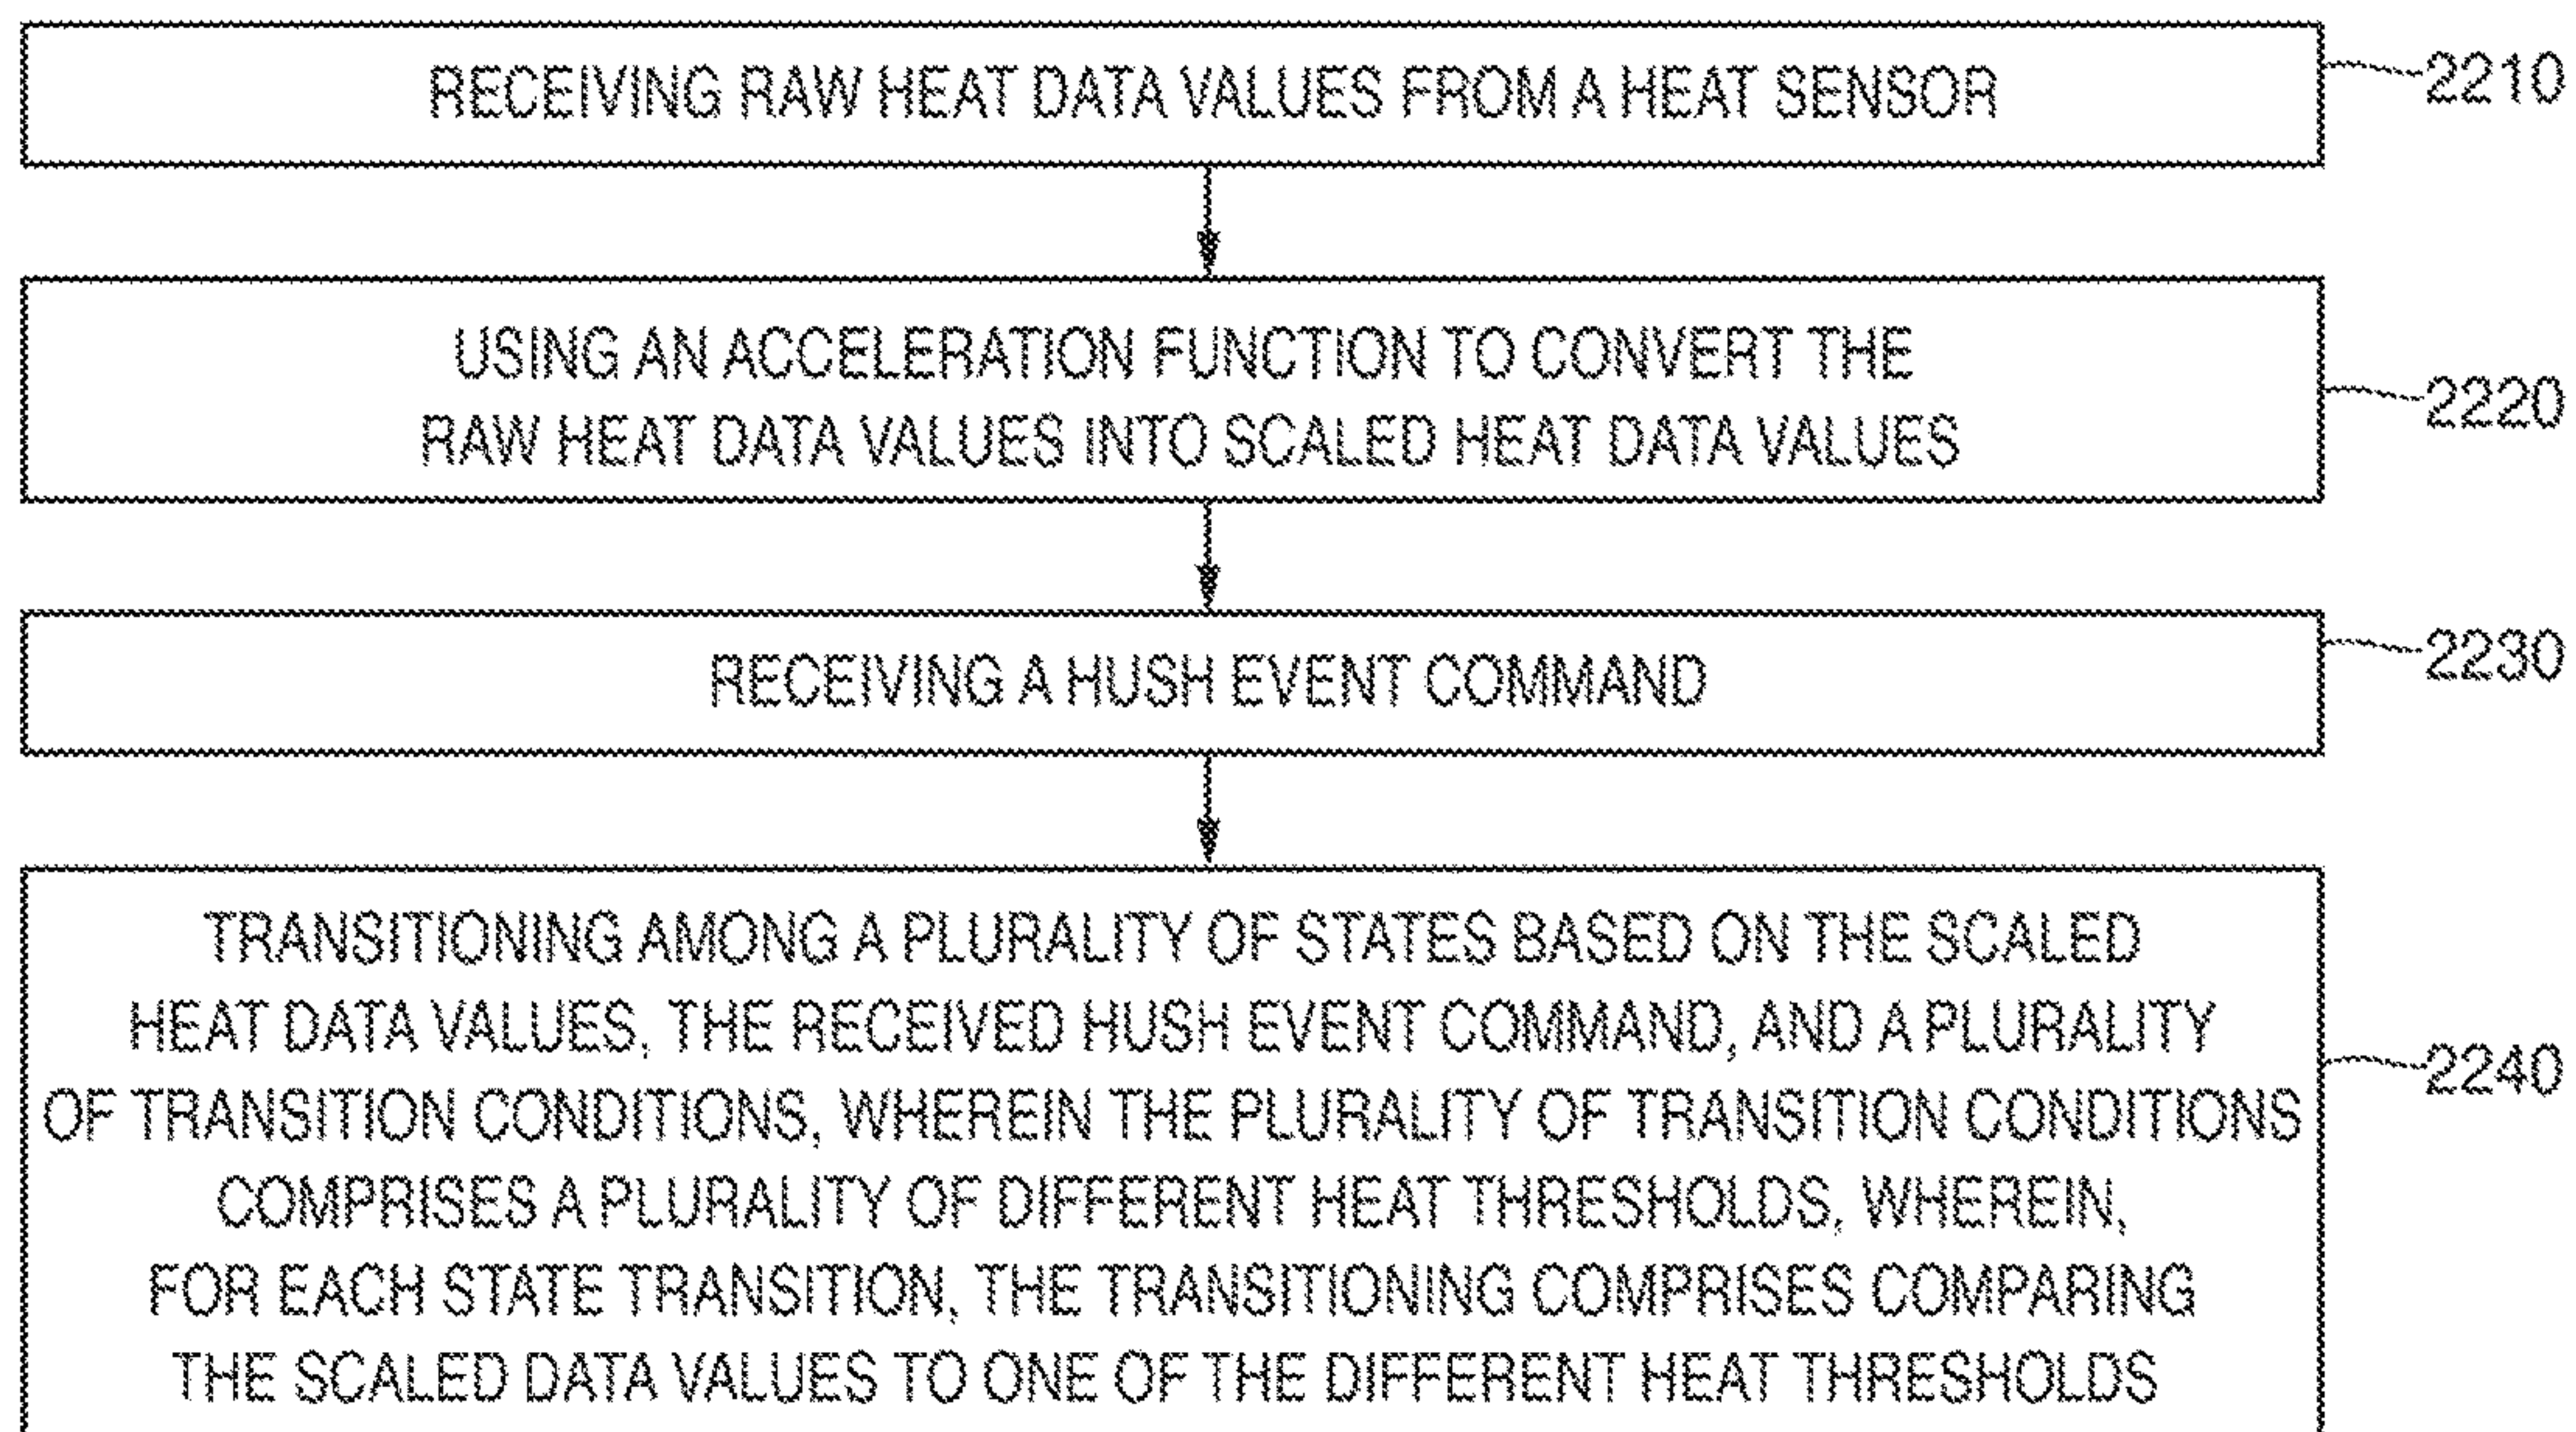 RECEIVING RAW HEAT DATA VALUES FROM A HEAT SENSOR
2210
USING AN ACCELERATION FUNCTION TO CONVERT THE
RAW HEAT DATA VALUES INTO SCALED HEAT DATA VALUES
2220
RECEIVING A HUSH EVENT COMMAND
2230
TRANSITIONING AMONG A PLURALITY OF STATES BASED ON THE SCALED
HEAT DATA VALUES, THE RECEIVED HUSH EVENT COMMAND, AND A PLURALITY
OF TRANSITION CONDITIONS, WHEREIN THE PLURALITY OF TRANSITION CONDITIONS
COMPRISES A PLURALITY OF DIFFERENT HEAT THRESHOLDS, WHEREIN,
FOR EACH STATE TRANSITION, THE TRANSITIONING COMPRISES COMPARING
THE SCALED DATA VALUES TO ONE OF THE DIFFERENT HEAT THRESHOLDS
2240